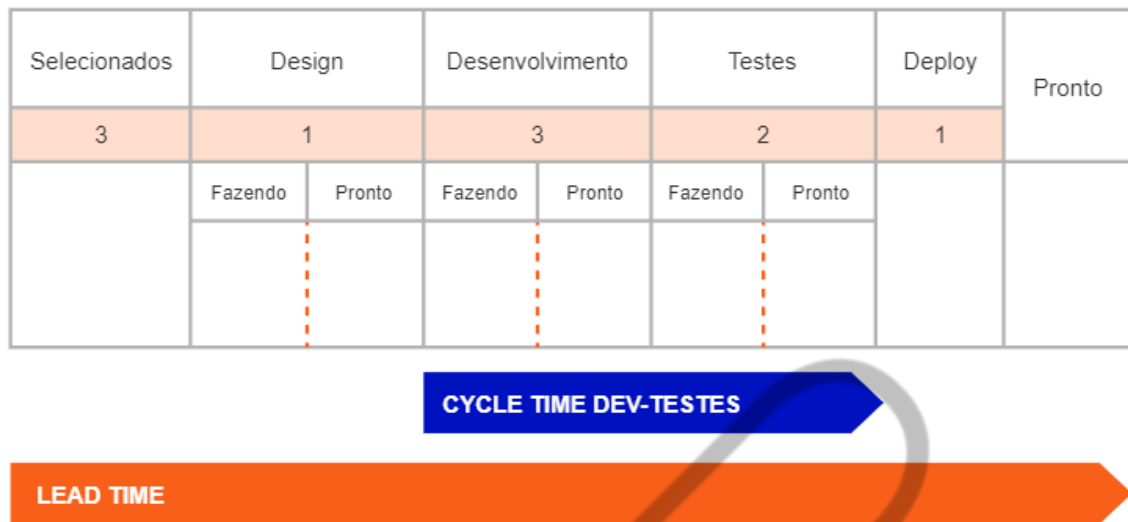 Selecionados Design Desenvolvimento Testes Deploy Pronto
3 1 3 2 1
Fazendo Pronto Fazendo Pronto Fazendo Pronto
CYCLE TIME DEV-TESTES
LEAD TIME